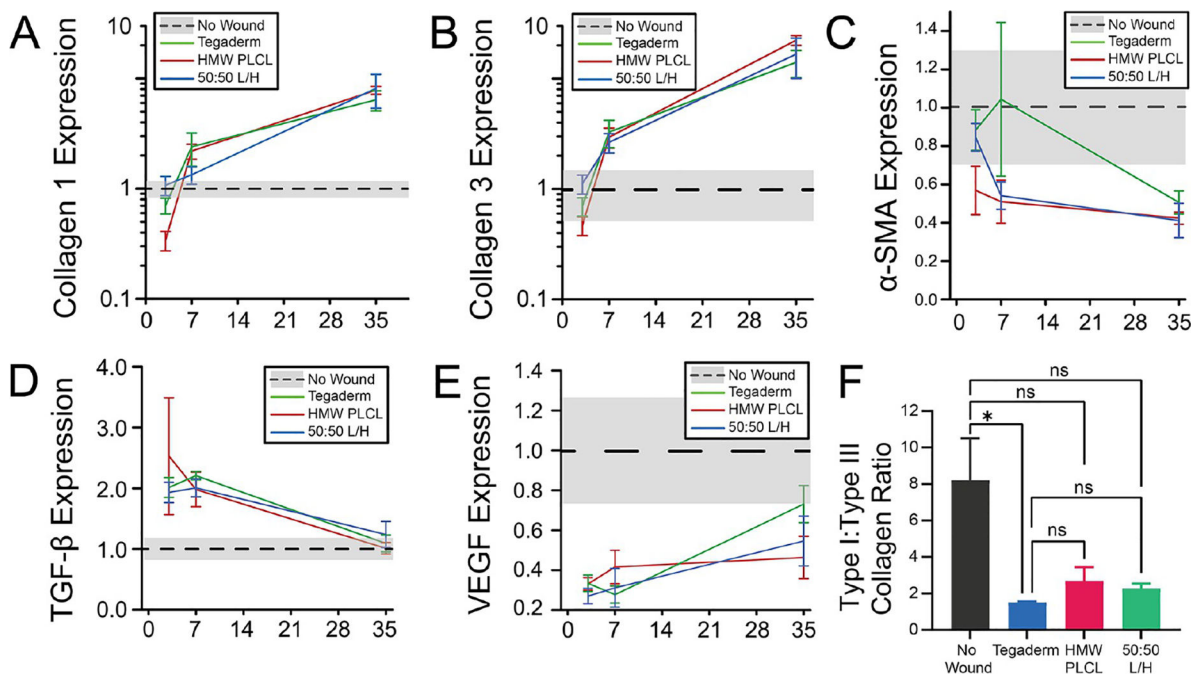 A
Collagen 1 Expression
10
1
0.1
No Wound
Tegaderm
HMW PLCL
50:50 L/H
0 7 14 21 28 35
B
Collagen 3 Expression
10
1
0.1
No Wound
Tegaderm
HMW PLCL
50:50 L/H
0 7 14 21 28 35
C
α-SMA Expression
1.4
1.2
1.0
0.8
0.6
0.4
0.2
0.0
No Wound
Tegaderm
HMW PLCL
50:50 L/H
0 7 14 21 28 35
D
TGF-β Expression
4.0
3.0
2.0
1.0
0.0
No Wound
Tegaderm
HMW PLCL
50:50 L/H
0 7 14 21 28 35
E
VEGF Expression
1.4
1.2
1.0
0.8
0.6
0.4
0.2
No Wound
Tegaderm
HMW PLCL
50:50 L/H
0 7 14 21 28 35
F
Type I:Type III
Collagen Ratio
12
10
8
6
4
2
0
ns
ns
*
ns
ns
No
Wound
Tegaderm
HMW
PLCL
50:50
L/H